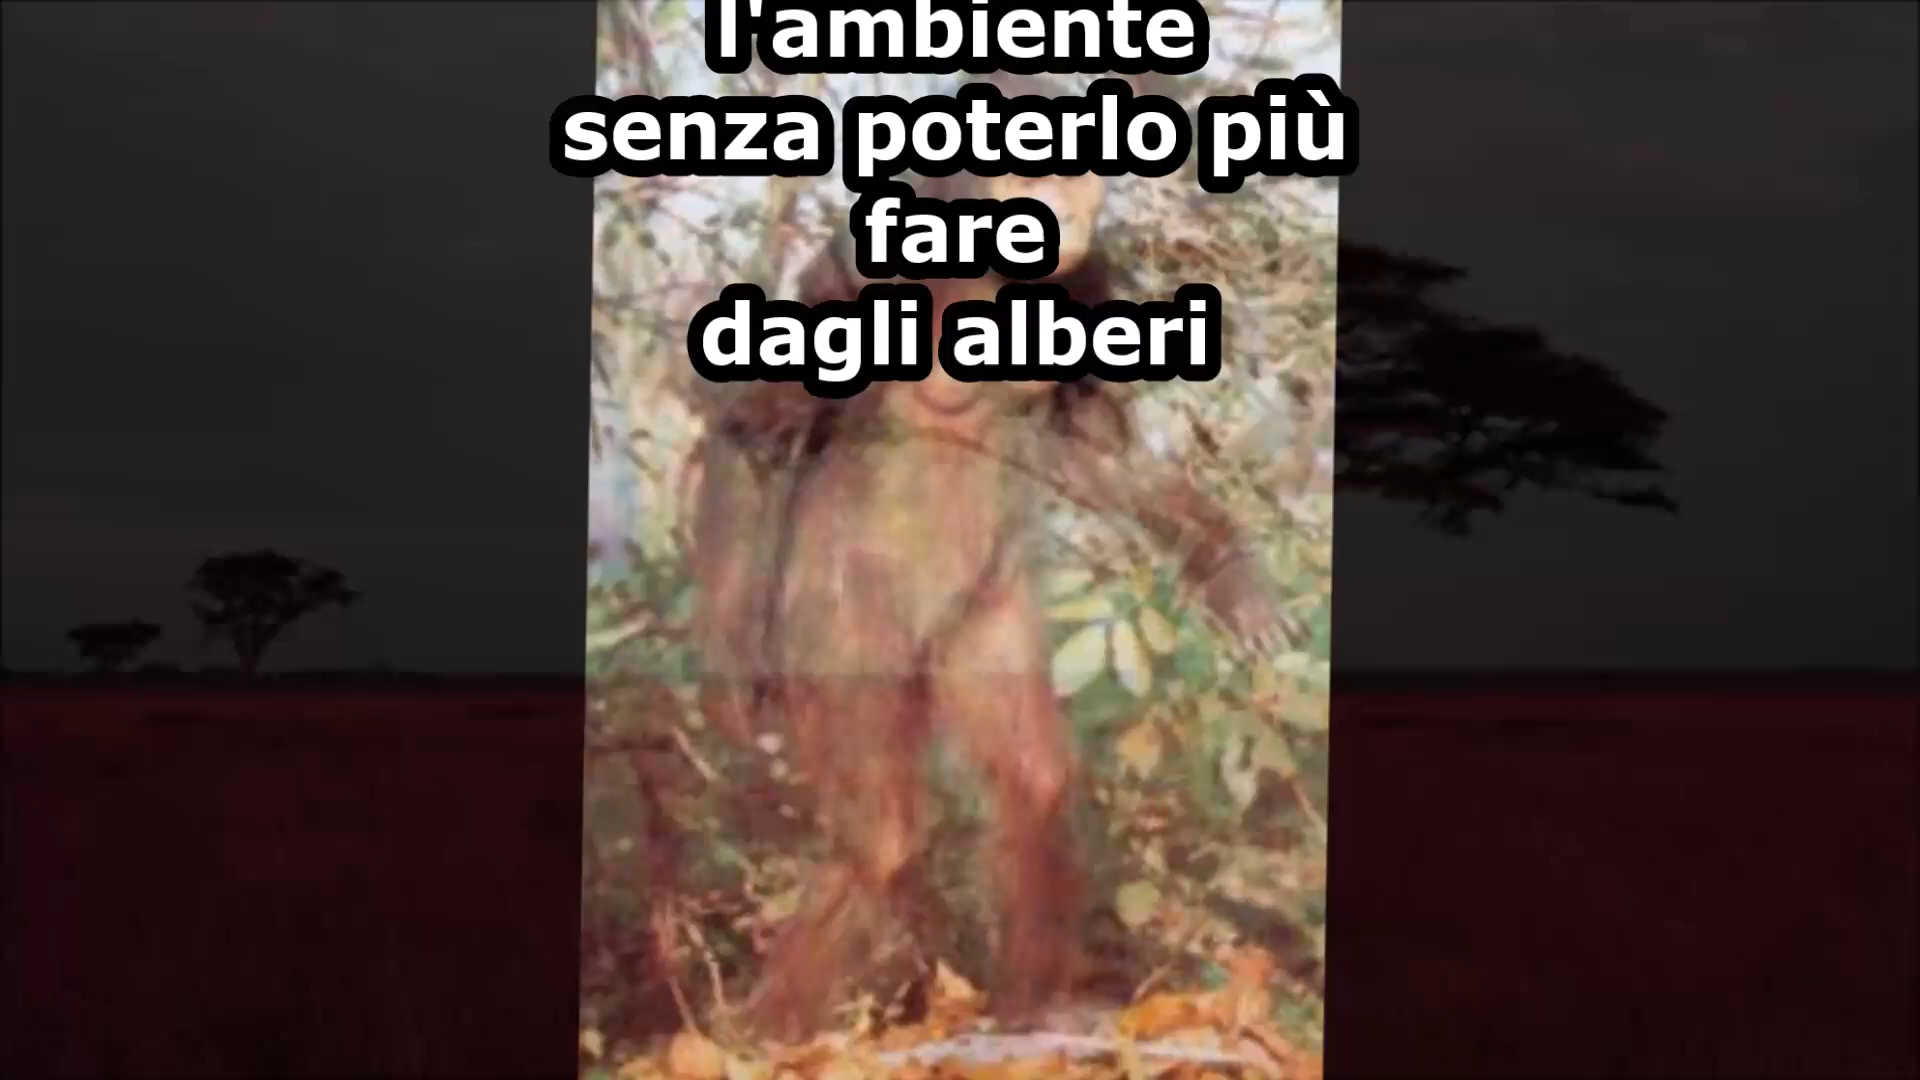 l'ambiente
senza poterlo più
fare
dagli alberi